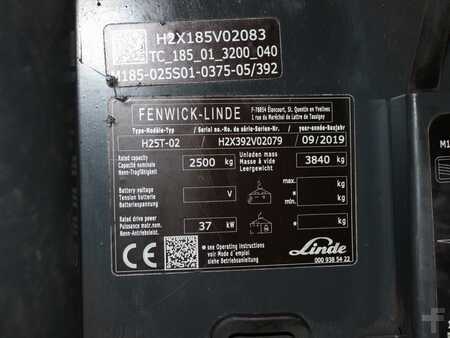 H2X185V02083
TC_185_01_3200_040
M185-025S01-0375-05/392
FENWICK-LINDE
F-78854 Élancourt, St. Quentin en Yvelines
1 rue du Maréchal de Lattre de Tassigny
Type-Modèle-Typ / Serial no.-No. de série-Serien-Nr. / year-année-Baujahr
H25T-02 / H2X392V02079 / 09/2019
Rated capacity
Capacité nominale
Nenn-Tragfähigkeit
2500 kg
Unladen mass
Masse à vide
Leergewicht
3840 kg
Battery voltage
Tension batterie
Batteriespannung
V
max. kg
* min. kg
Rated drive power
Puissance motr.nom.
Nenn-Antriebsleist.
37 kW
* kg
CE
* see Operating instructions
voir Mode d'emploi
siehe Betriebsanleitung
Linde
000 938 54 22
M1